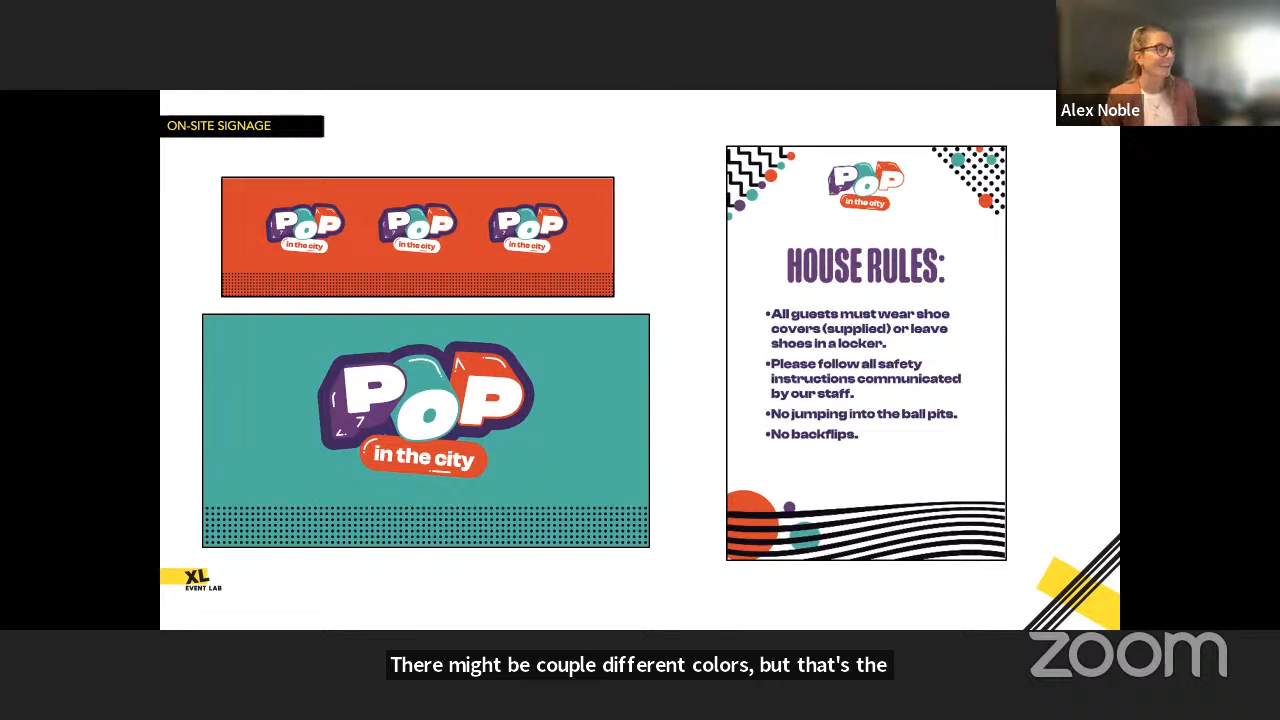 Alex Noble
ON-SITE SIGNAGE
POP
in the city
POP
in the city
POP
in the city
POP
in the city
POP
in the city
HOUSE RULES:
•All guests must wear shoe
covers (supplied) or leave
shoes in a locker.
•Please follow all safety
instructions communicated
by our staff.
•No jumping into the ball pits.
•No backflips.
XL
EVENT LAB
There might be couple different colors, but that's the
zoom